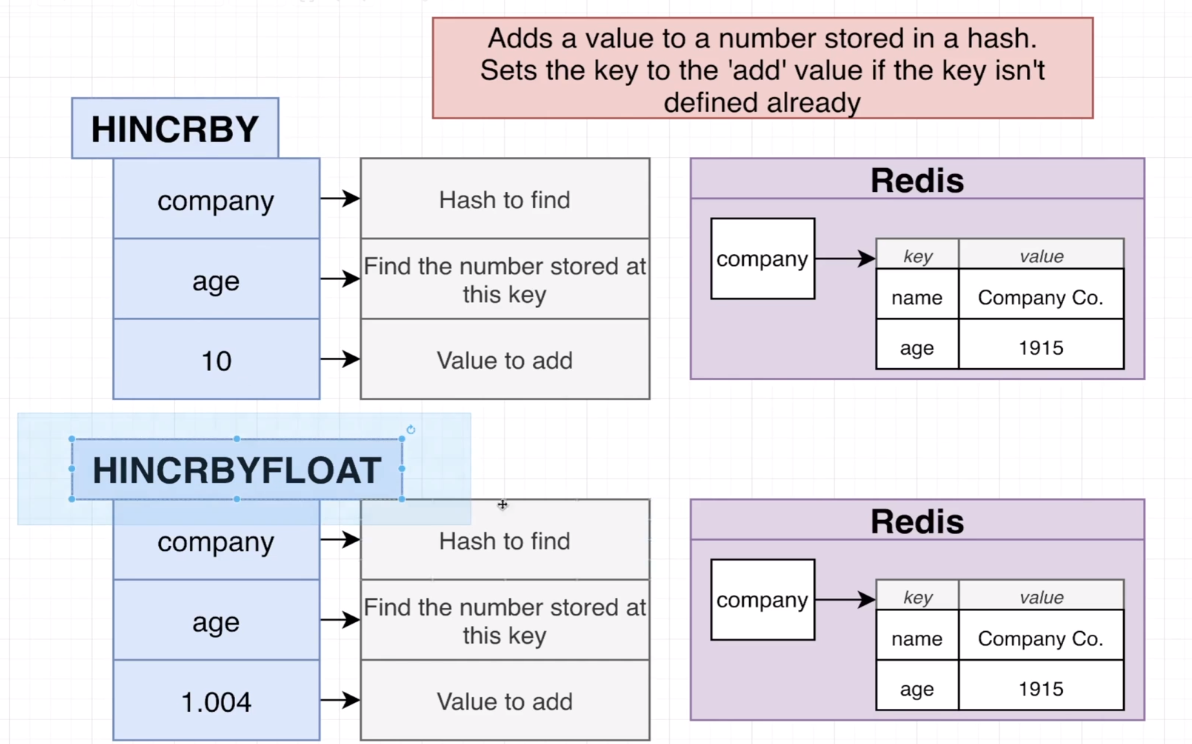 Adds a value to a number stored in a hash.
Sets the key to the 'add' value if the key isn't
defined already
HINCRBY
company
Hash to find
age
Find the number stored at
this key
10
Value to add
Redis
company
key
value
name
Company Co.
age
1915
HINCRBYFLOAT
company
Hash to find
age
Find the number stored at
this key
1.004
Value to add
Redis
company
key
value
name
Company Co.
age
1915